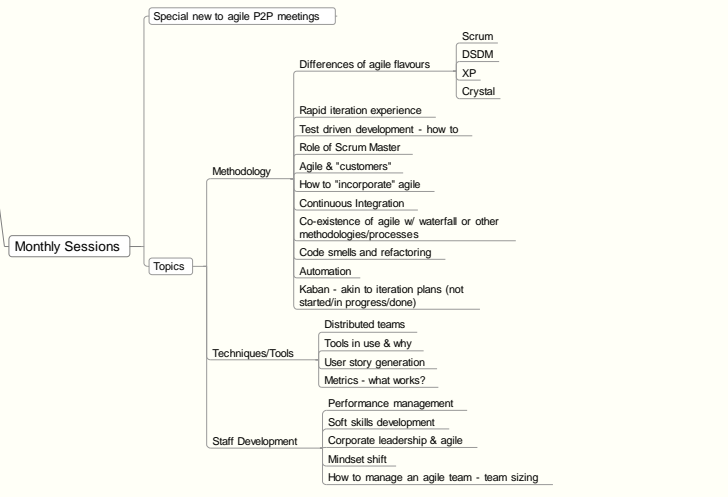 Special new to agile P2P meetings
Scrum
DSDM
XP
Crystal
Differences of agile flavours
Rapid iteration experience
Test driven development - how to
Role of Scrum Master
Agile & "customers"
How to "incorporate" agile
Continuous Integration
Co-existence of agile w/ waterfall or other
methodologies/processes
Code smells and refactoring
Automation
Kaban - akin to iteration plans (not
started/in progress/done)
Methodology
Monthly Sessions
Topics
Distributed teams
Tools in use & why
User story generation
Metrics - what works?
Techniques/Tools
Performance management
Soft skills development
Corporate leadership & agile
Mindset shift
How to manage an agile team - team sizing
Staff Development